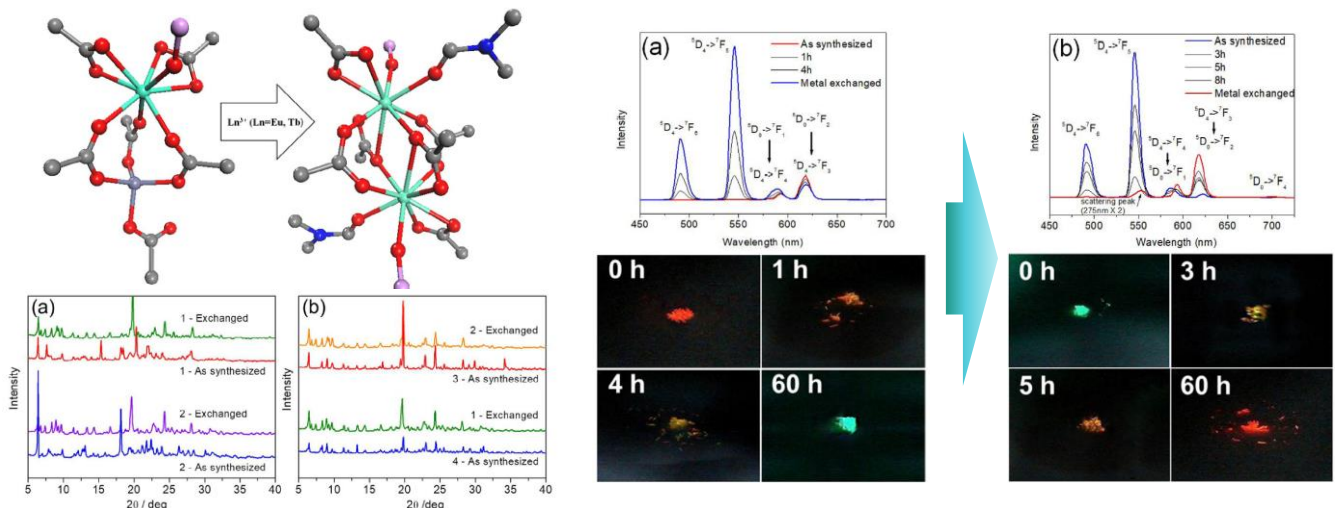 Ln³⁺ (Ln=Eu, Tb)
(a)
1 - Exchanged
1 - As synthesized
2 - Exchanged
2 - As synthesized
Intensity
5 10 15 20 25 30 35 40
2θ / deg
(b)
2 - Exchanged
3 - As synthesized
1 - Exchanged
4 - As synthesized
Intensity
5 10 15 20 25 30 35 40
2θ / deg
(a)
As synthesized
1h
4h
Metal exchanged
⁵D₄->⁷F₆
⁵D₄->⁷F₅
⁵D₀->⁷F₁
⁵D₄->⁷F₄
⁵D₀->⁷F₂
⁵D₄->⁷F₃
Intensity
450 500 550 600 650 700
Wavelength (nm)
0 h
1 h
4 h
60 h
(b)
As synthesized
3h
5h
8h
Metal exchanged
⁵D₄->⁷F₆
⁵D₄->⁷F₅
⁵D₄->⁷F₄
⁵D₀->⁷F₁
⁵D₄->⁷F₃
⁵D₀->⁷F₂
⁵D₀->⁷F₄
scattering peak
(275nm X 2)
Intensity
450 500 550 600 650 700
Wavelength (nm)
0 h
3 h
5 h
60 h